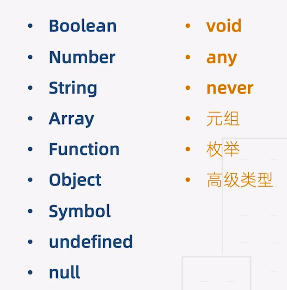 • Boolean
• Number
• String
• Array
• Function
• Object
• Symbol
• undefined
• null
• void
• any
• never
• 元组
• 枚举
• 高级类型